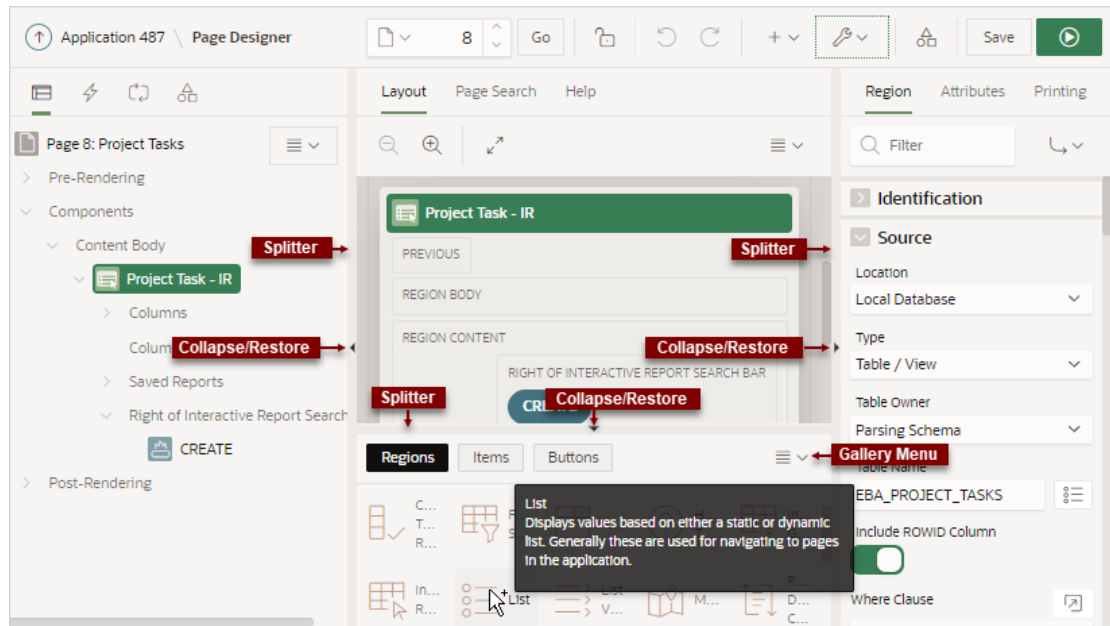 Application 487 \ Page Designer
8
Go
Save
Layout
Page Search
Help
Region
Attributes
Printing
Page 8: Project Tasks
Filter
Pre-Rendering
Components
Content Body
Project Task - IR
Columns
Colum
Saved Reports
Right of Interactive Report Search
CREATE
Post-Rendering
Splitter
Collapse/Restore
Project Task - IR
PREVIOUS
REGION BODY
REGION CONTENT
RIGHT OF INTERACTIVE REPORT SEARCH BAR
Splitter
Collapse/Restore
Splitter
Collapse/Restore
Regions
Items
Buttons
Gallery Menu
C...
T...
R...
List
Displays values based on either a static or dynamic
list. Generally these are used for navigating to pages
in the application.
In...
R...
List
List
V...
M...
P...
D...
C...
Identification
Source
Location
Local Database
Type
Table / View
Table Owner
Parsing Schema
Table Name
EBA_PROJECT_TASKS
Include ROWID Column
Where Clause